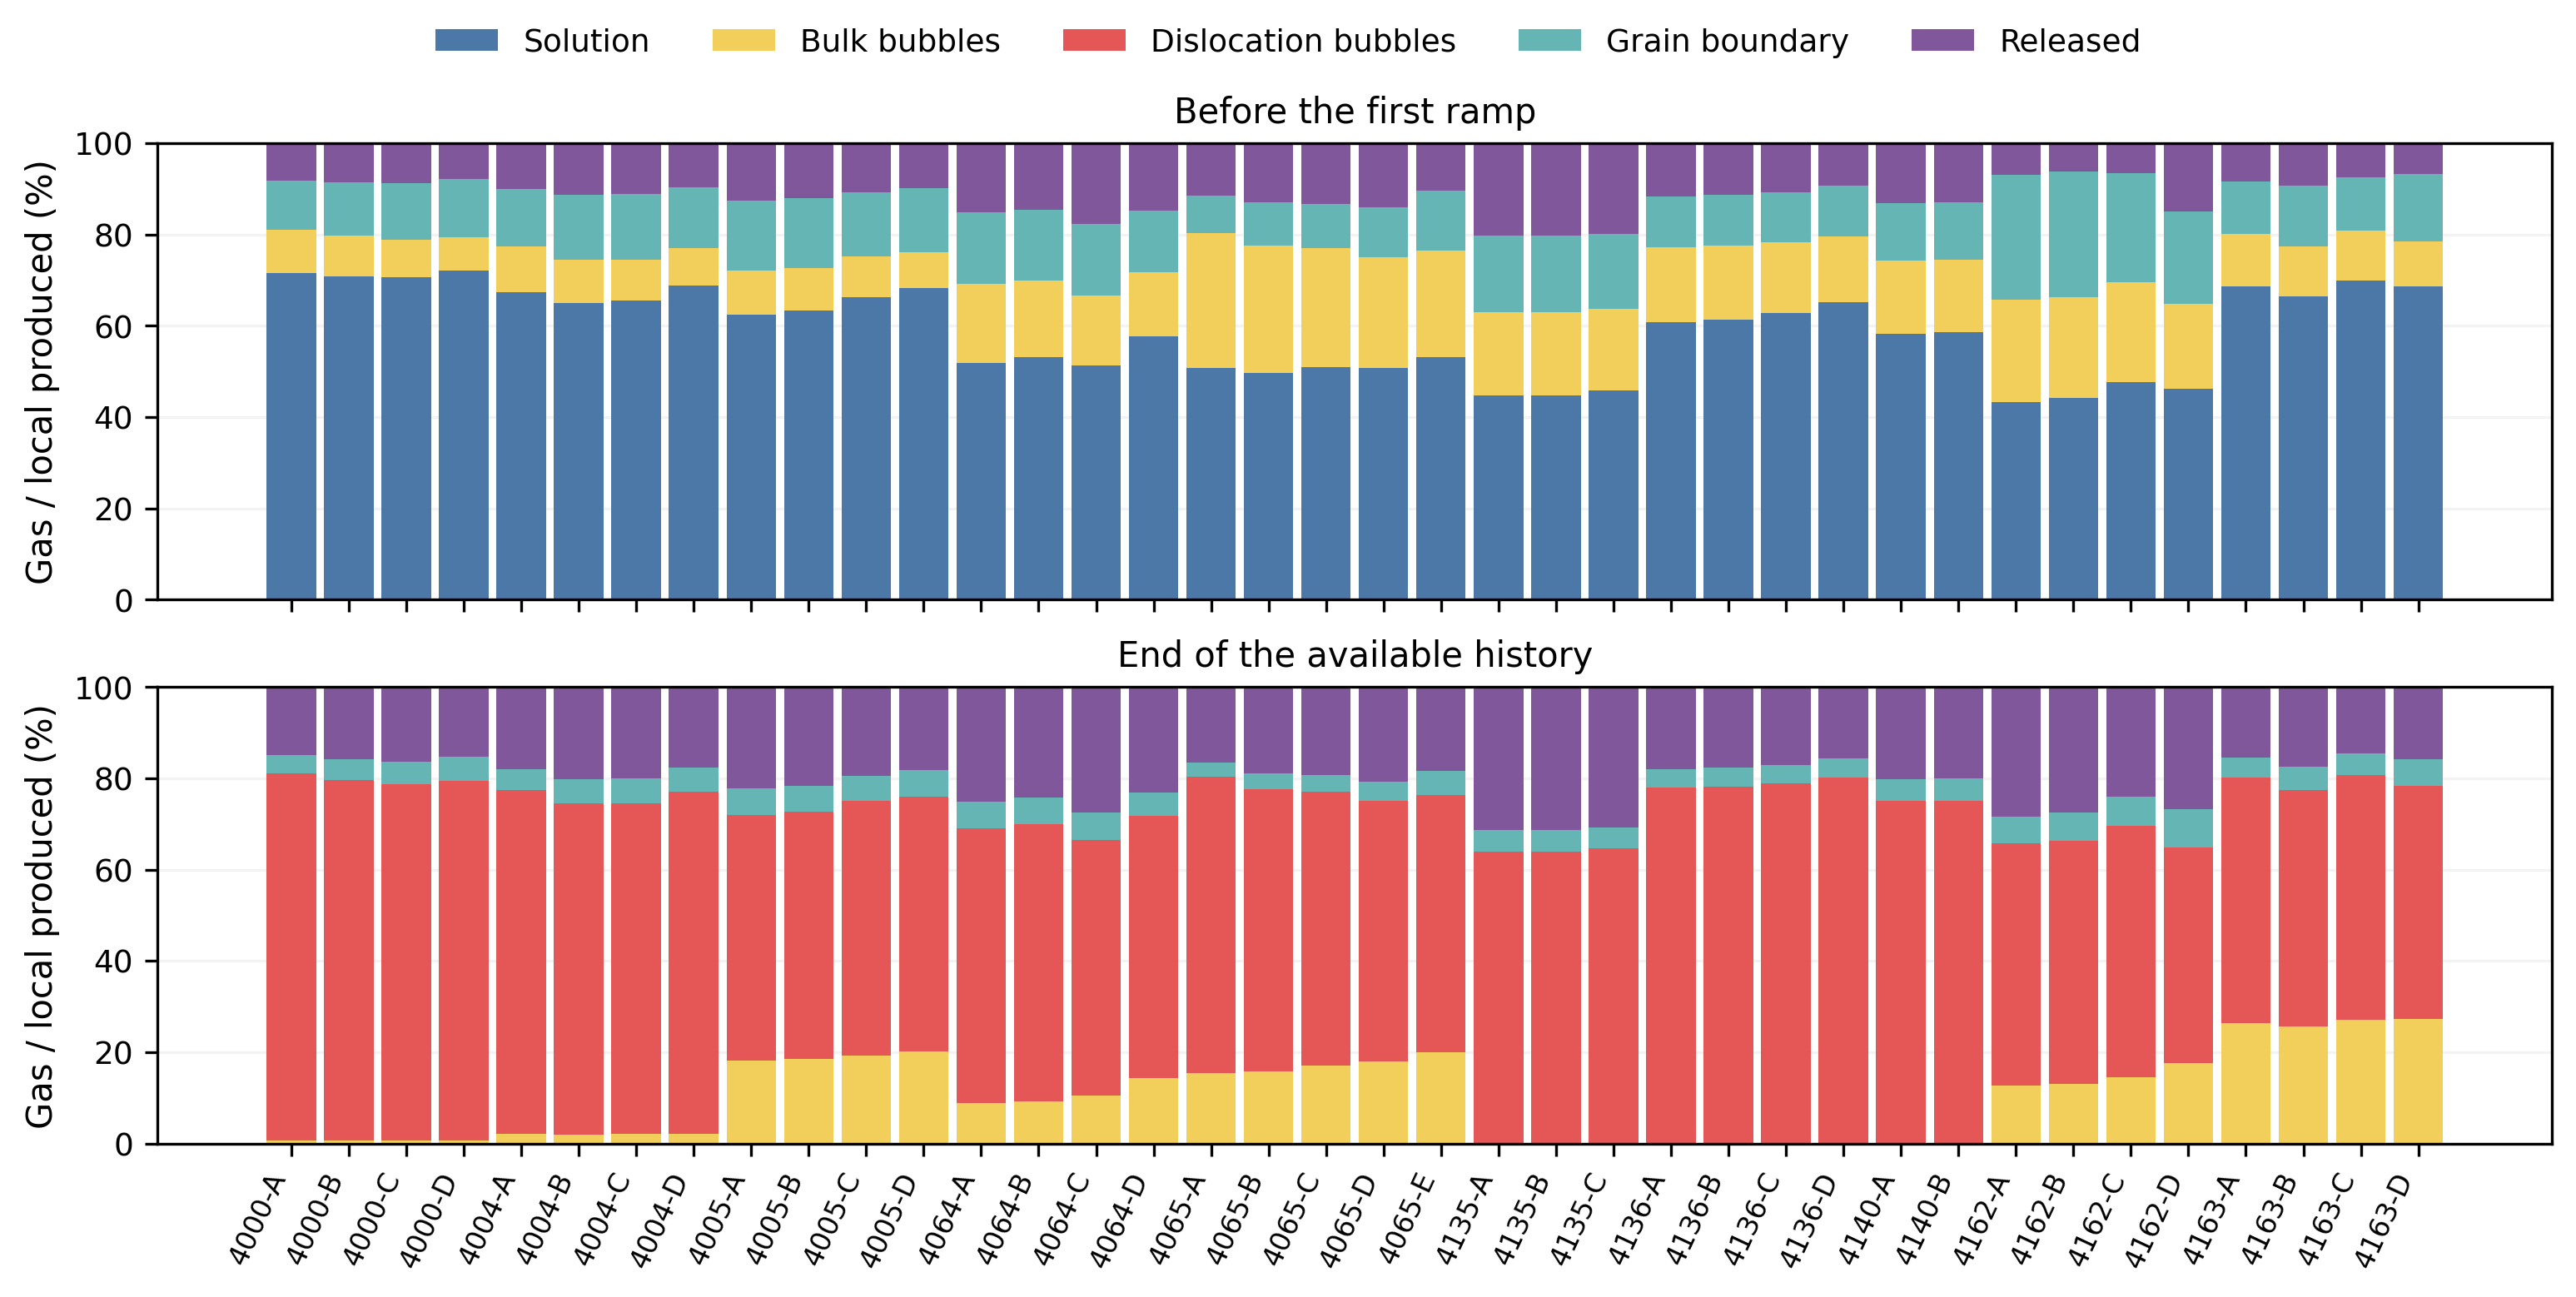 Solution Bulk bubbles Dislocation bubbles Grain boundary Released
Before the first ramp
Gas / local produced (%)
100
80
60
40
20
0
End of the available history
Gas / local produced (%)
100
80
60
40
20
0
4000-A 4000-B 4000-C 4000-D 4004-A 4004-B 4004-C 4004-D 4005-A 4005-B 4005-C 4005-D 4064-A 4064-B 4064-C 4064-D 4065-A 4065-B 4065-C 4065-D 4065-E 4135-A 4135-B 4135-C 4136-A 4136-B 4136-C 4136-D 4140-A 4140-B 4162-A 4162-B 4162-C 4162-D 4163-A 4163-B 4163-C 4163-D